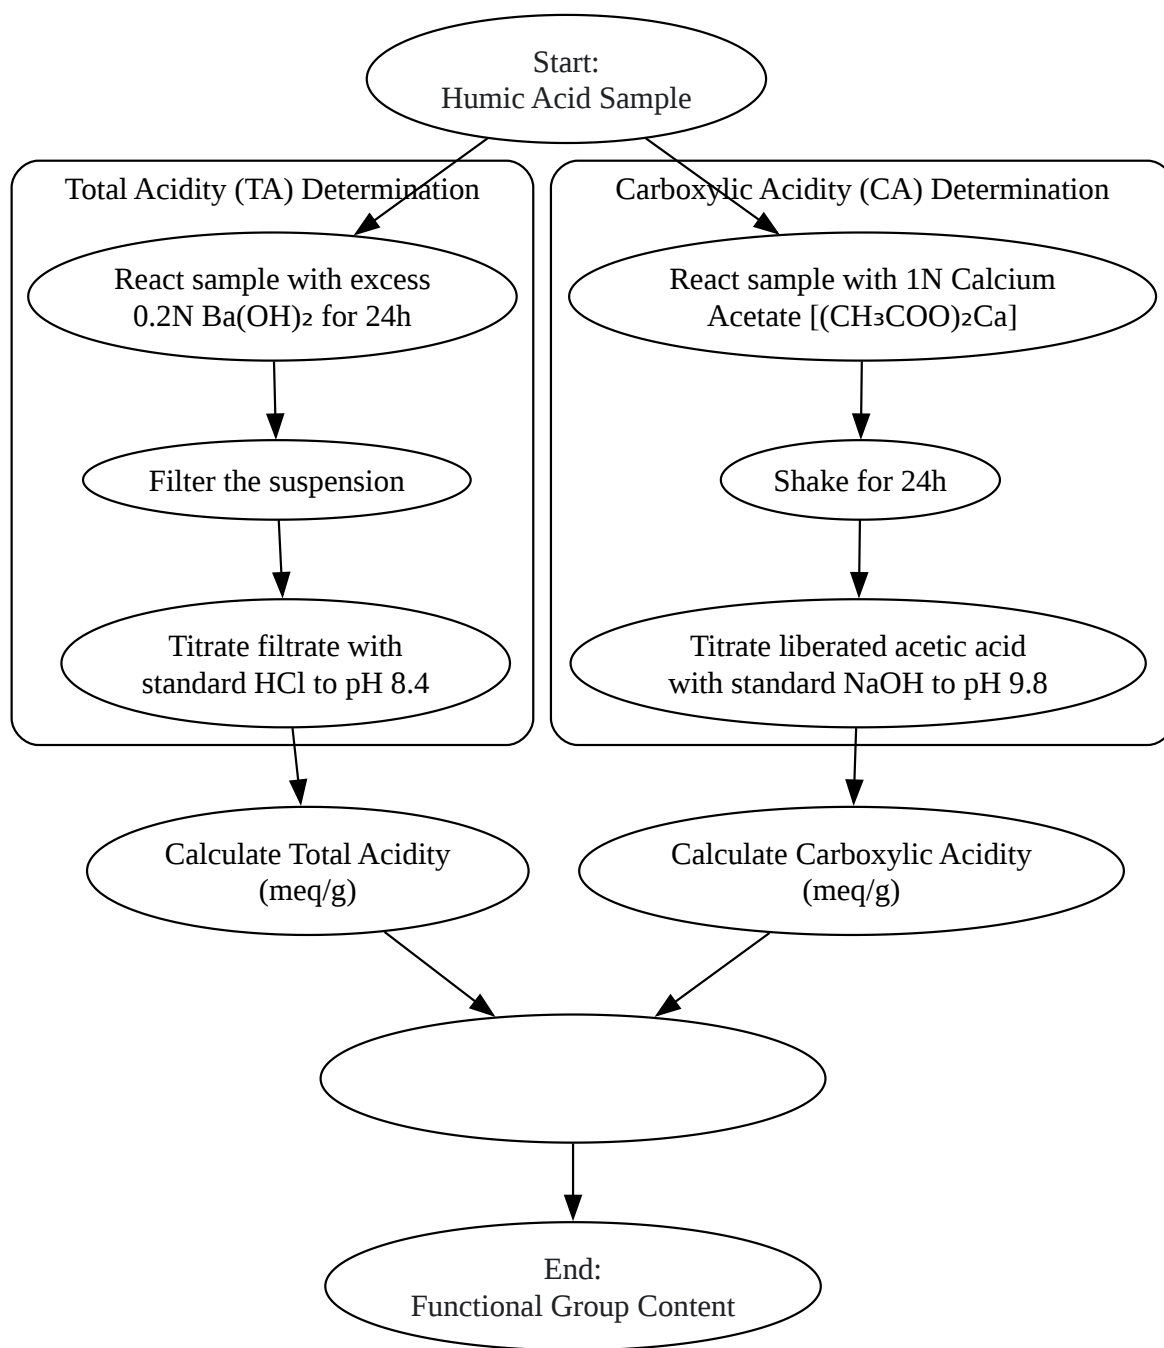 Start:
Humic Acid Sample
Total Acidity (TA) Determination
Carboxylic Acidity (CA) Determination
React sample with excess
0.2N Ba(OH)₂ for 24h
React sample with 1N Calcium
Acetate [(CH₃COO)₂Ca]
Filter the suspension
Shake for 24h
Titrate filtrate with
standard HCl to pH 8.4
Titrate liberated acetic acid
with standard NaOH to pH 9.8
Calculate Total Acidity
(meq/g)
Calculate Carboxylic Acidity
(meq/g)
End:
Functional Group Content